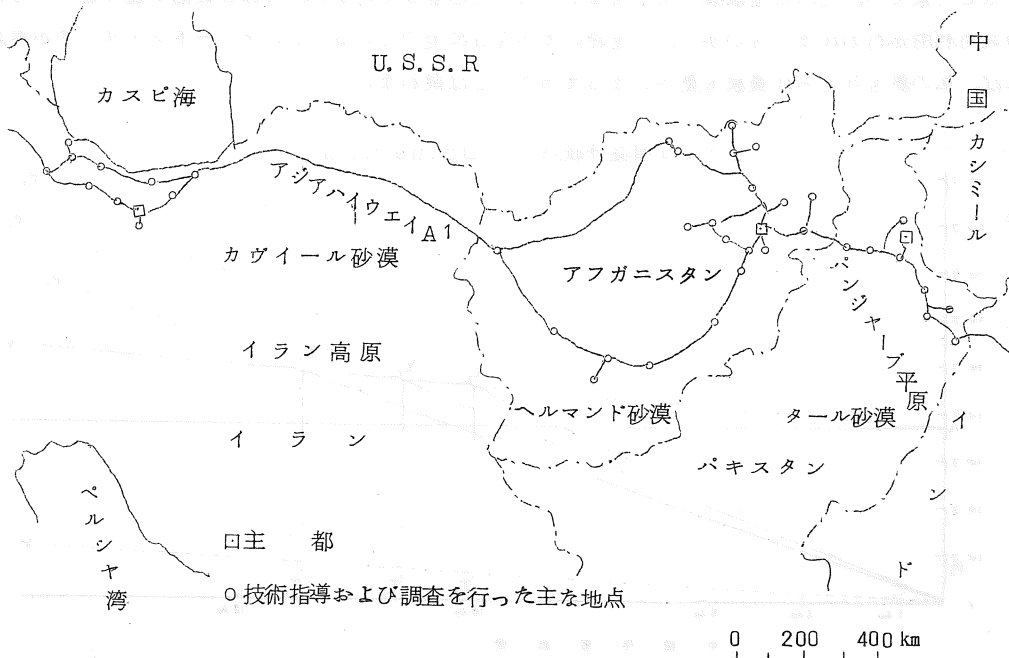 U.S.S.R
カスピ海
中国
カシミール
アジアハイウエイA1
カヴィール砂漠
アフガニスタン
パンジャーブ平原
イラン高原
ヘルマンド砂漠
タール砂漠
イラン
パキスタン
インド
ペルシヤ湾
□主都
○技術指導および調査を行った主な地点
0 200 400km